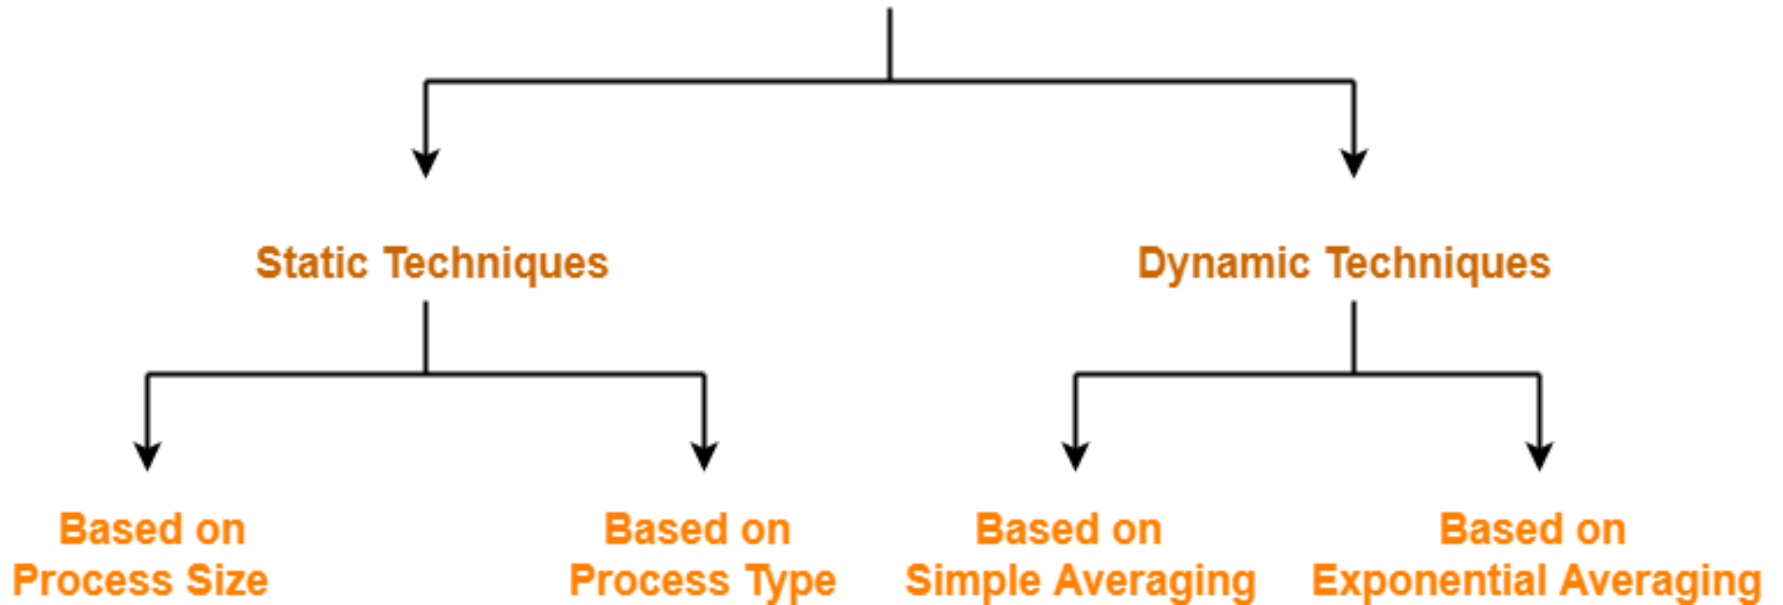 Static Techniques
Dynamic Techniques
Based on
Process Size
Based on
Process Type
Based on
Simple Averaging
Based on
Exponential Averaging